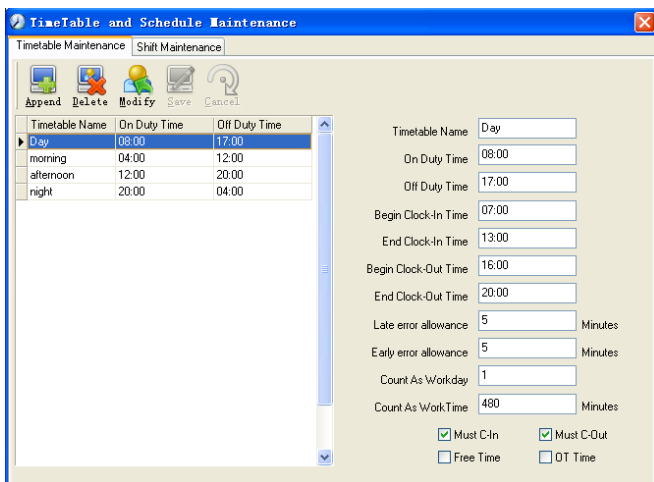 TimeTable and Schedule Maintenance
Timetable Maintenance Shift Maintenance
Append Delete Modify Save Cancel
Timetable Name On Duty Time Off Duty Time
Day 08:00 17:00
morning 04:00 12:00
afternoon 12:00 20:00
night 20:00 04:00
Timetable Name Day
On Duty Time 08:00
Off Duty Time 17:00
Begin Clock-In Time 07:00
End Clock-In Time 13:00
Begin Clock-Out Time 16:00
End Clock-Out Time 20:00
Late error allowance 5 Minutes
Early error allowance 5 Minutes
Count As Workday 1
Count As WorkTime 480 Minutes
Must C-In Must C-Out
Free Time OT Time